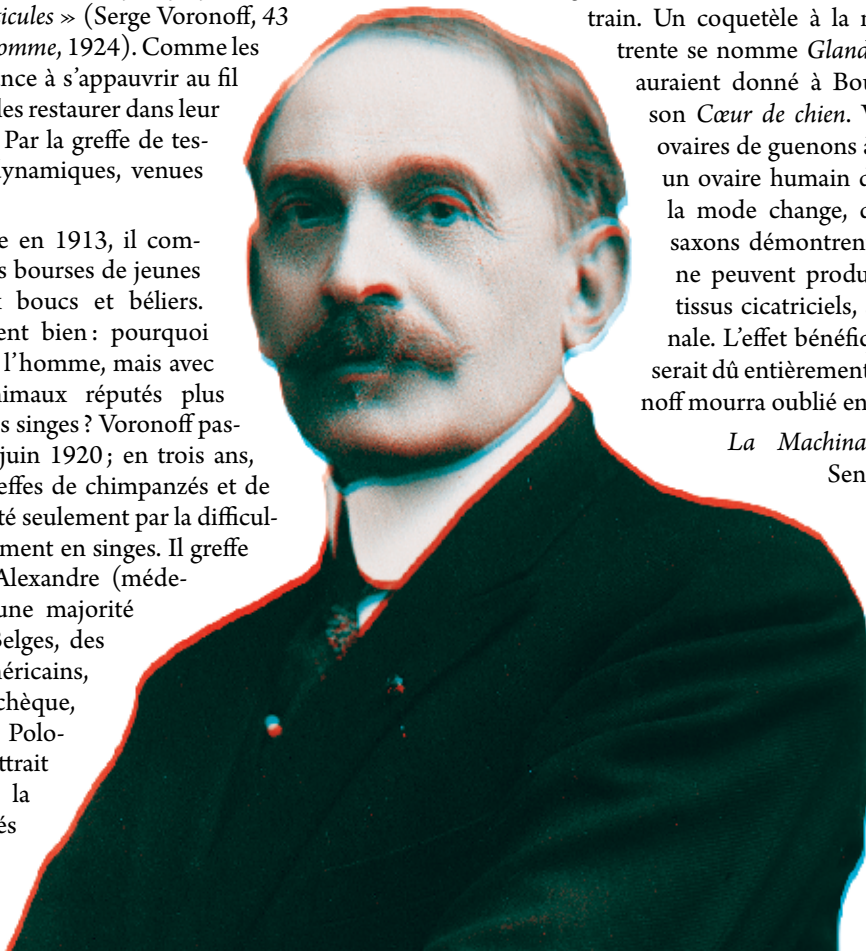 ticules » (Serge Voronoff, 43
omme, 1924). Comme les
nce à s’appauvrir au fil
les restaurer dans leur
Par la greffe de tes-
ynamiques, venues
e en 1913, il com-
s bourses de jeunes
x boucs et béliers.
ent bien : pourquoi
l’homme, mais avec
nimaux réputés plus
s singes ? Voronoff pas-
juin 1920 ; en trois ans,
effes de chimpanzés et de
té seulement par la difficul-
ment en singes. Il greffe
Alexandre (méde-
une majorité
Belges, des
éricains,
chèque,
Polo-
ttrait
la
és
train. Un coquetèle à la
trente se nomme Gland
auraient donné à Bou
son Cœur de chien.
ovaires de guenons
un ovaire humain
la mode change,
saxons démontren
ne peuvent produ
tissus cicatriciels,
nale. L’effet bénéfic
serait dû entièrement
noff mourra oublié en
La Machina
Sen